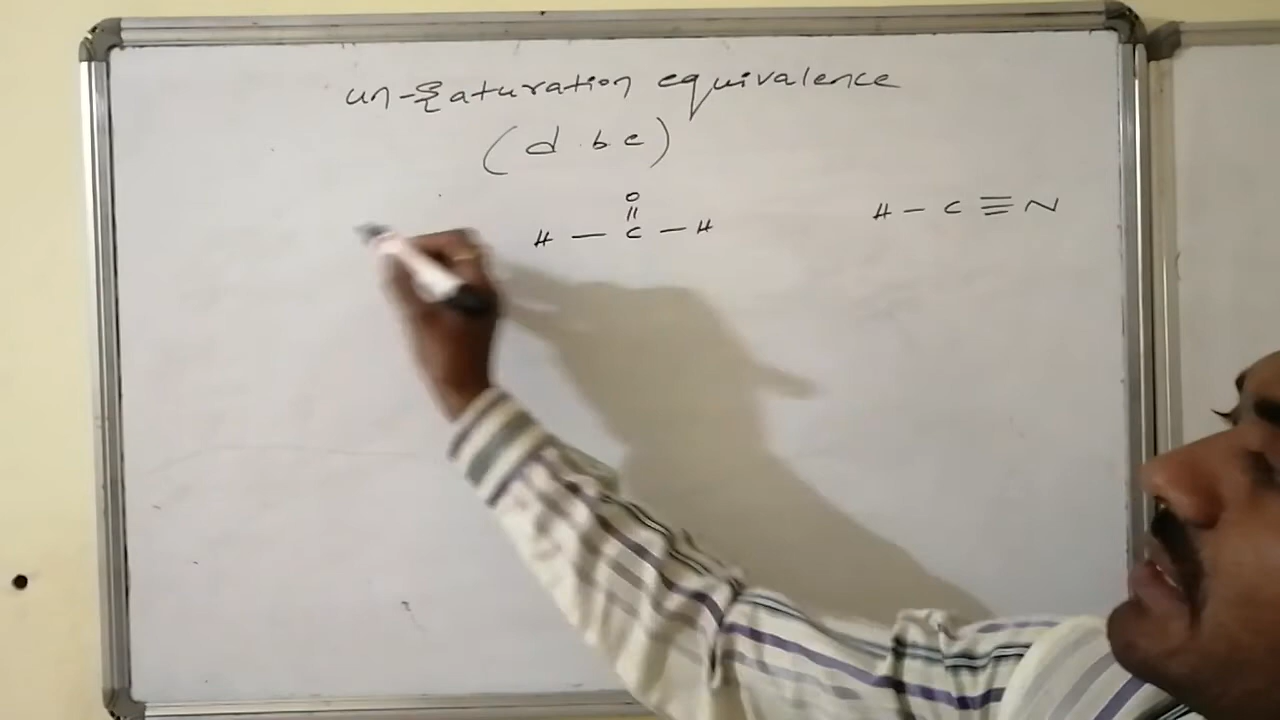 un-saturation equivalence
(d.b.e)
O
||
H — C — H
H — C ≡ N